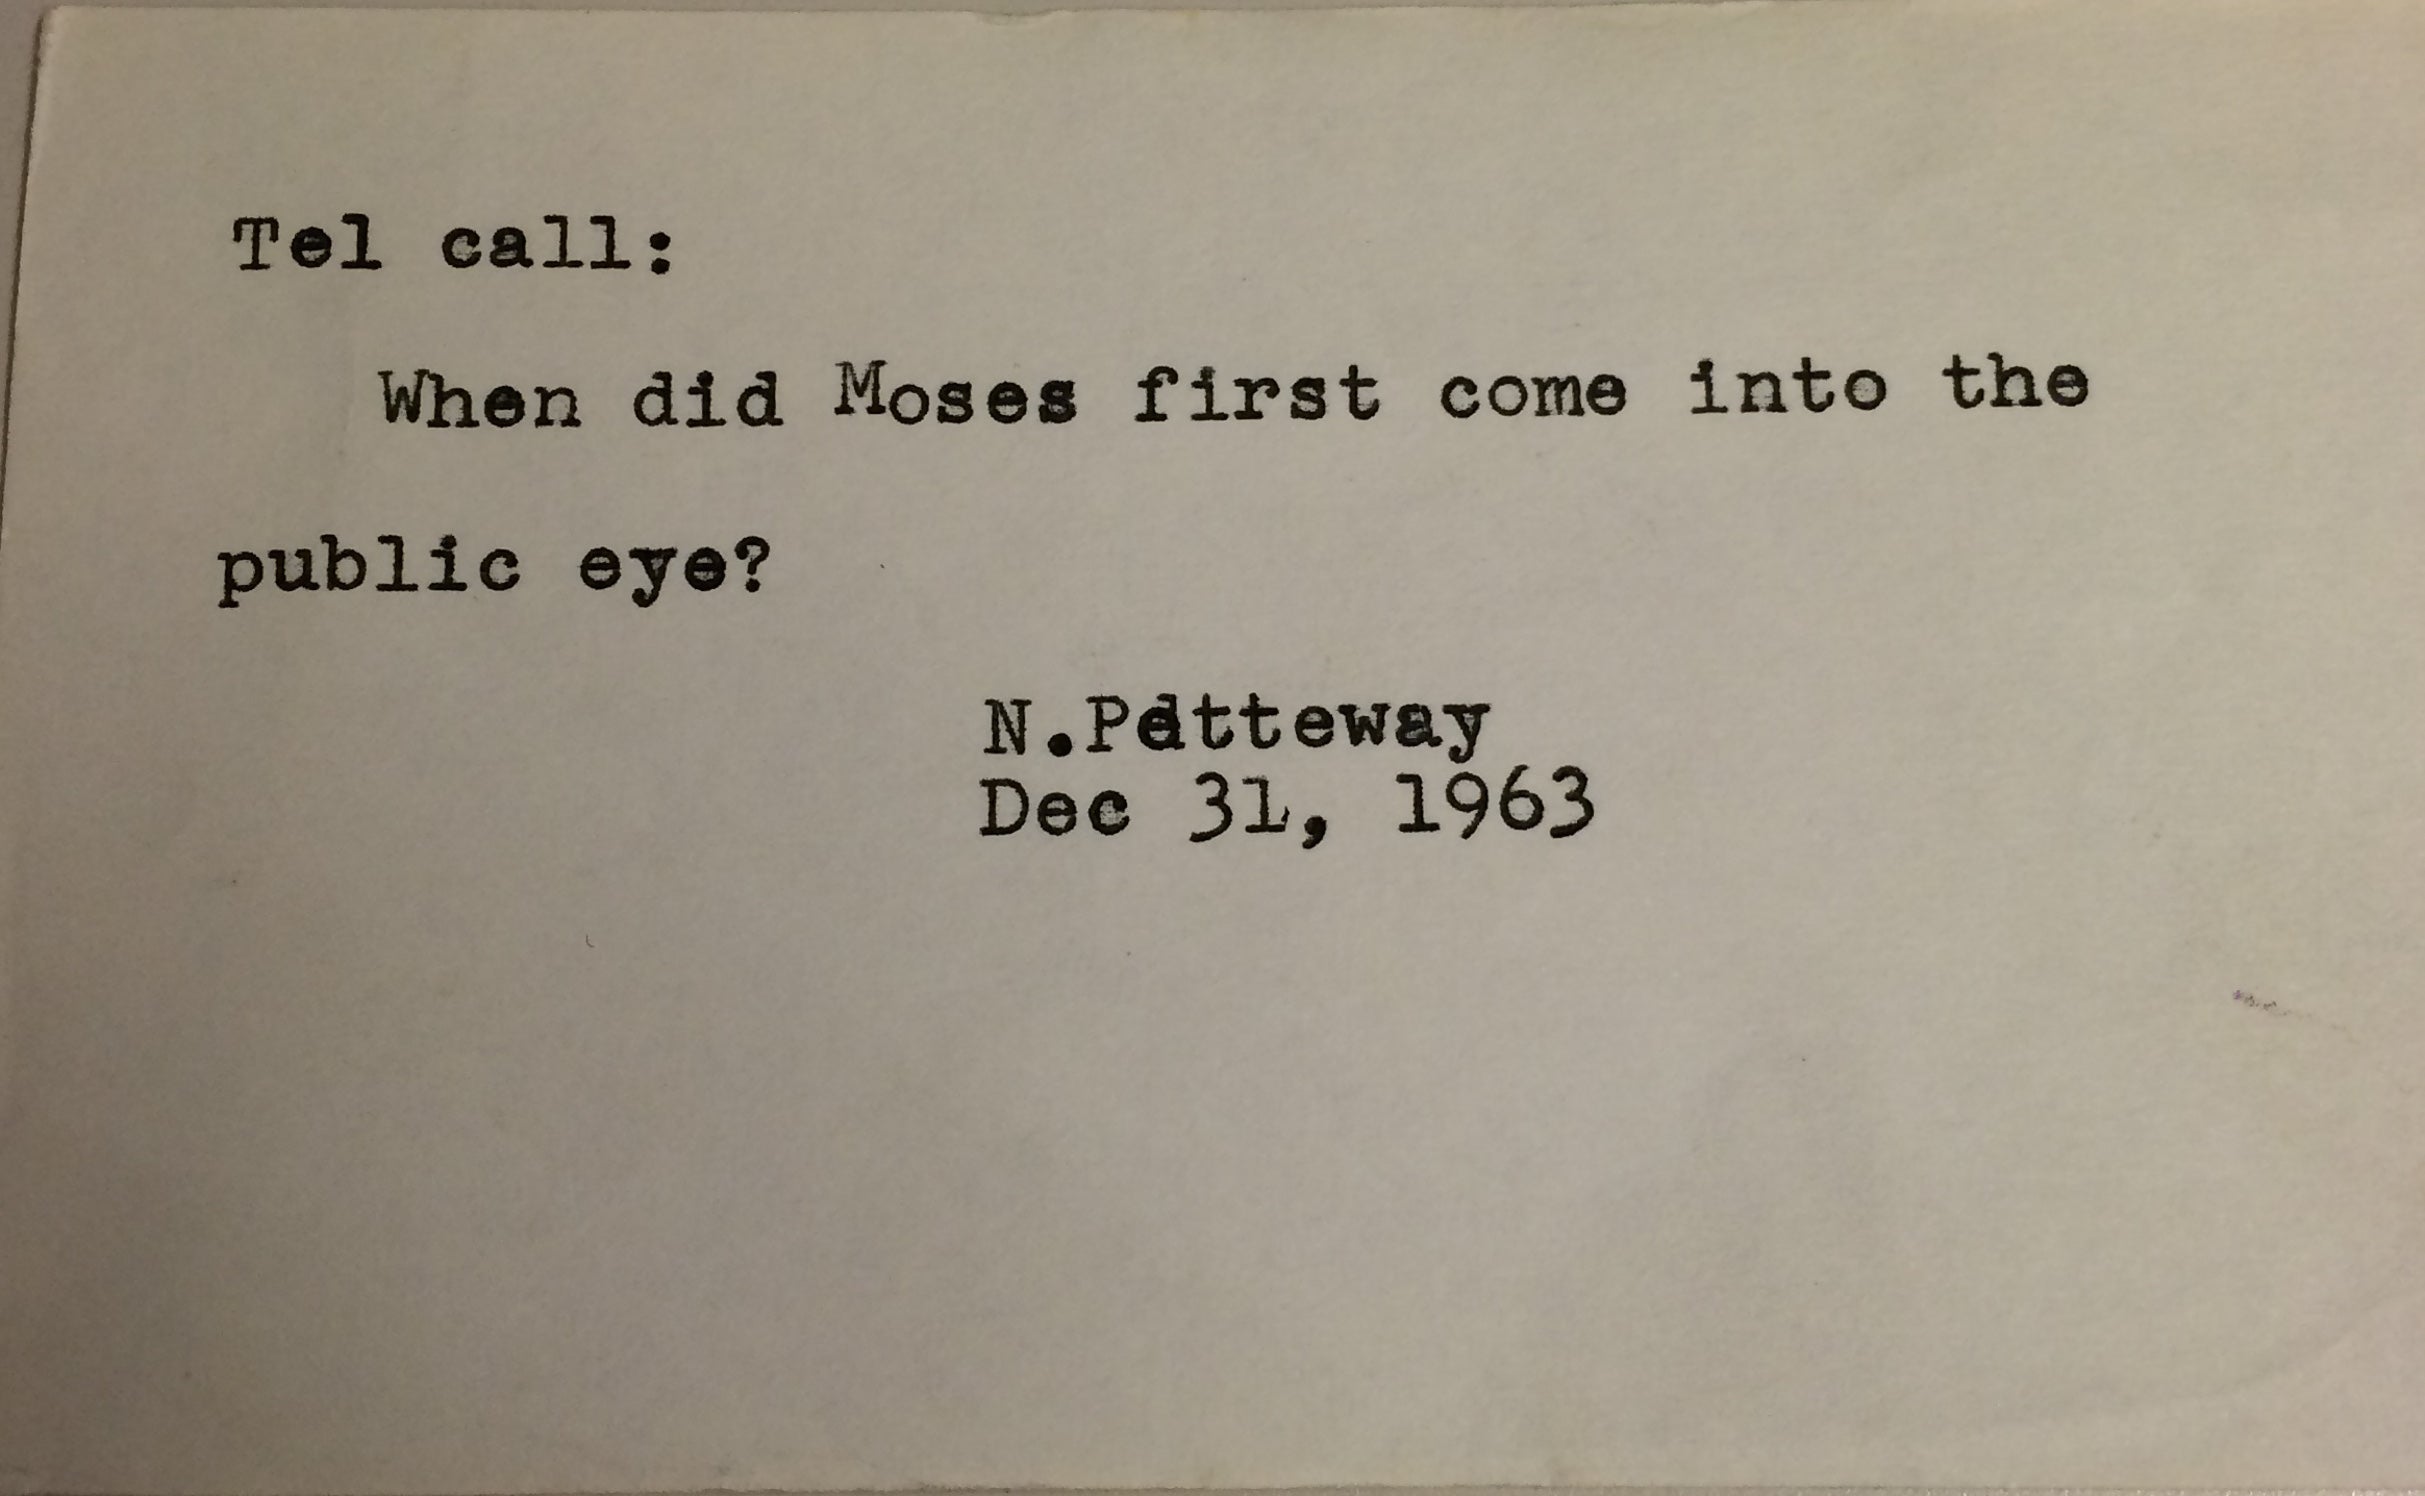 Tel call:
When did Moses first come into the
public eye?
N.Petteway
Dec 31, 1963